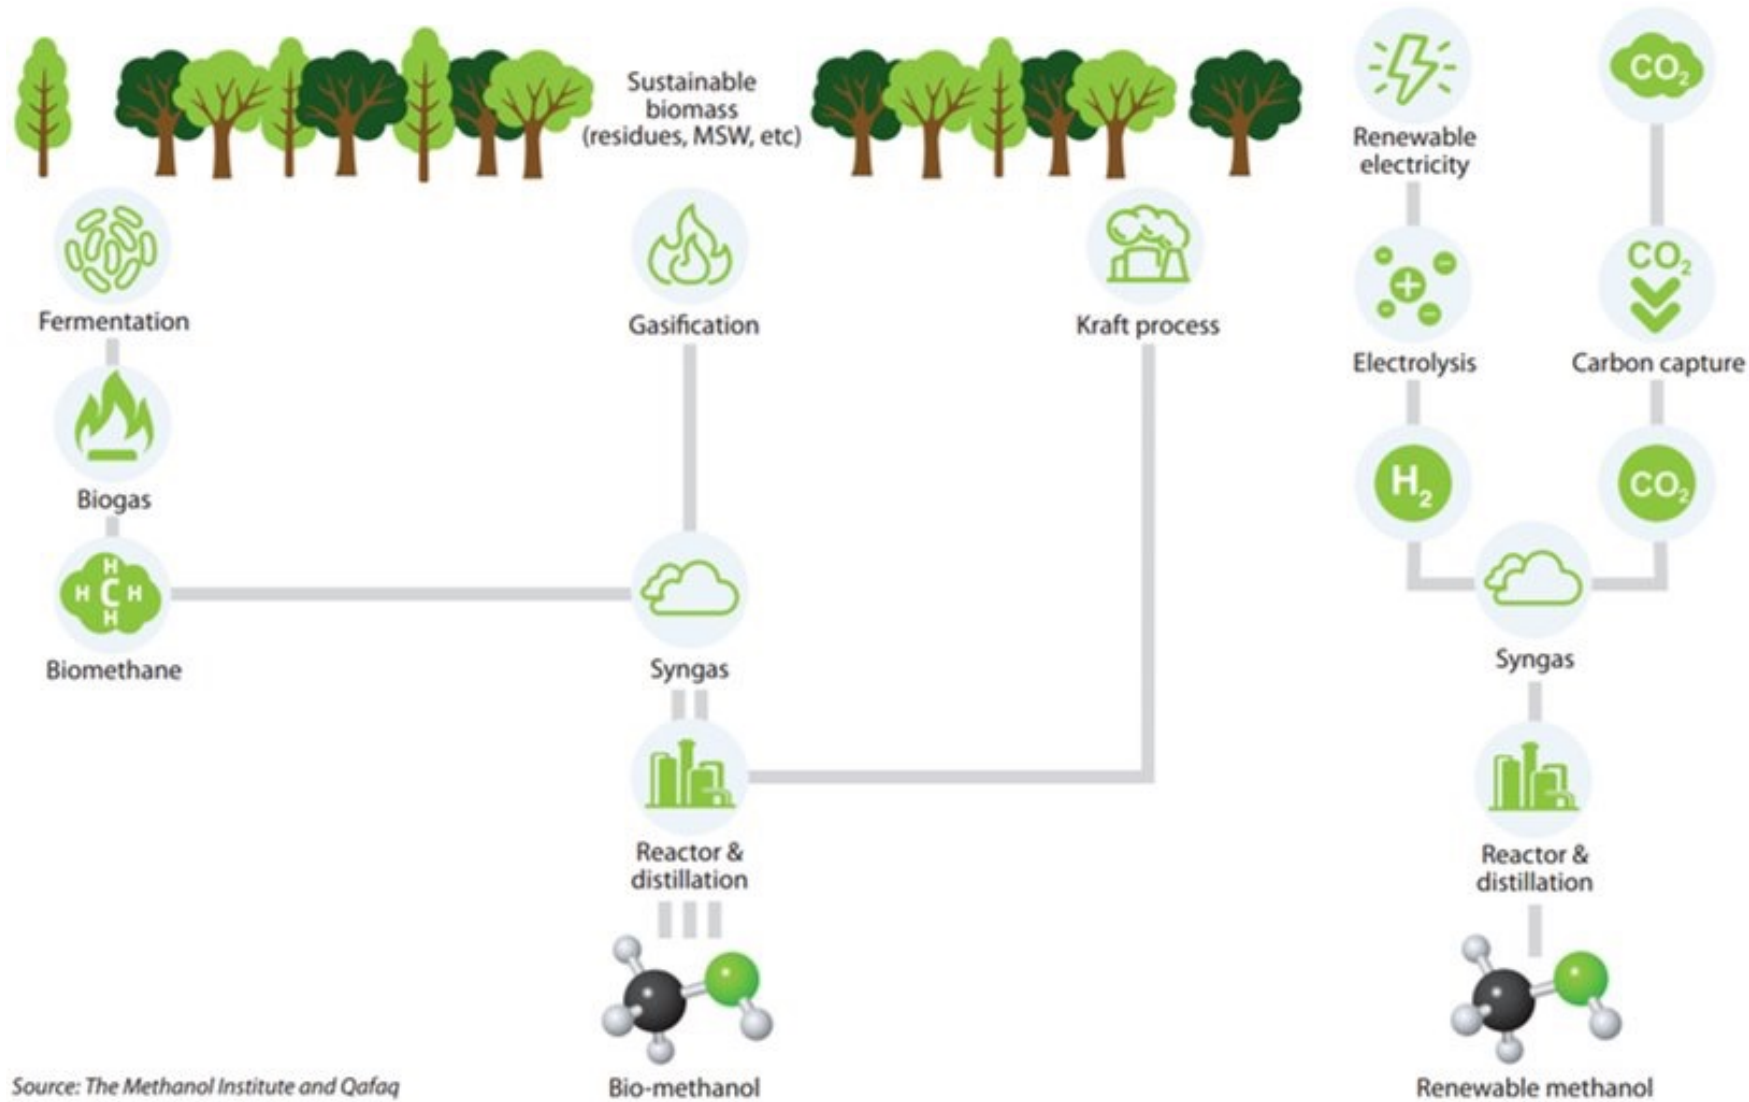 Sustainable
biomass
(residues, MSW, etc)
Renewable
electricity
CO₂
Fermentation
Gasification
Kraft process
CO₂
Electrolysis
Carbon capture
Biogas
H₂
CO₂
H
H C H
H
Biomethane
Syngas
Syngas
Reactor &
distillation
Reactor &
distillation
Bio-methanol
Renewable methanol
Source: The Methanol Institute and Qafaq